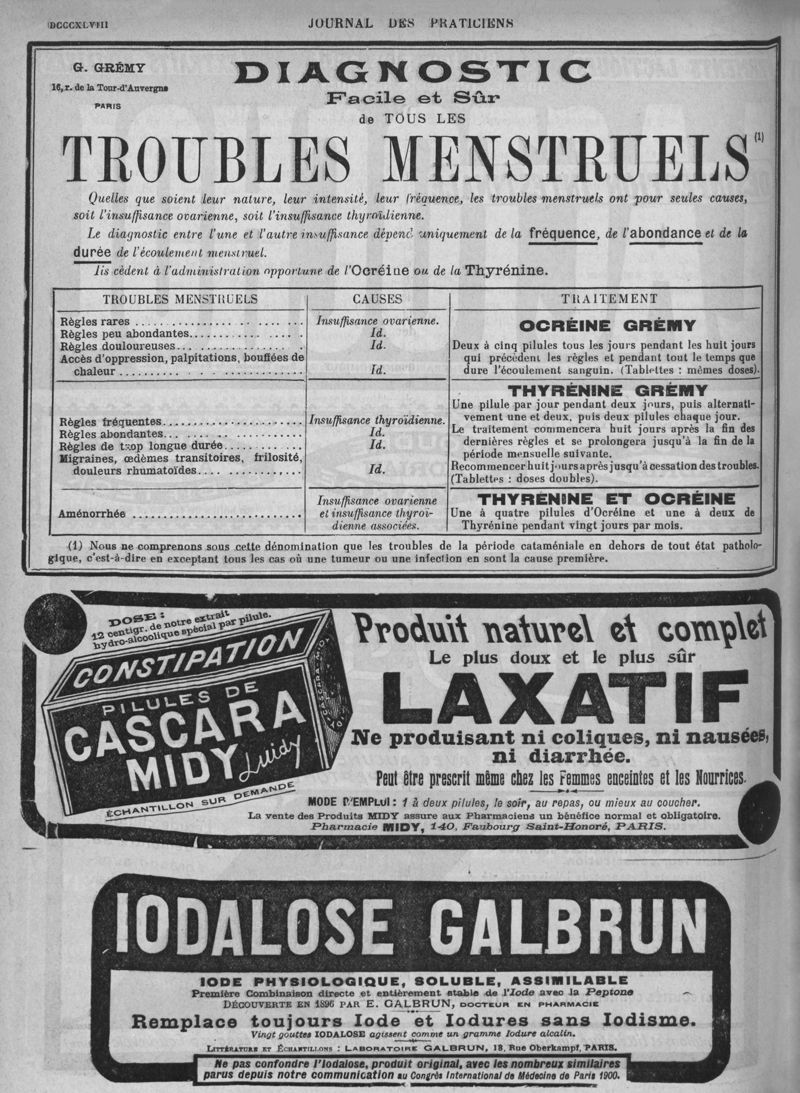 DCCCXLVIII
JOURNAL DES PRATICIENS
G. GRÉMY
16, r. de la Tour-d'Auvergne
PARIS
DIAGNOSTIC
Facile et Sûr
de TOUS LES
TROUBLES MENSTRUELS (1)
Quelles que soient leur nature, leur intensité, leur fréquence, les troubles menstruels ont pour seules causes,
soit l'insuffisance ovarienne, soit l'insuffisance thyroïdienne.
Le diagnostic entre l'une et l'autre insuffisance dépend uniquement de la fréquence, de l'abondance et de la
durée de l'écoulement menstruel.
Ils cèdent à l'administration opportune de l'Ocréine ou de la Thyrénine.
TROUBLES MENSTRUELS
CAUSES
TRAITEMENT
Règles rares ........................ Insuffisance ovarienne.
Règles peu abondantes.................. Id.
Règles douloureuses.................... Id.
Accès d'oppression, palpitations, bouffées de
chaleur .......................... Id.
OCRÉINE GRÉMY
Deux à cinq pilules tous les jours pendant les huit jours
qui précèdent les règles et pendant tout le temps que
dure l'écoulement sanguin. (Tablettes : mêmes doses).
Règles fréquentes........................ Insuffisance thyroïdienne.
Règles abondantes........................ Id.
Règles de trop longue durée............. Id.
Migraines, œdèmes transitoires, frilosité,
douleurs rhumatoïdes................... Id.
THYRÉNINE GRÉMY
Une pilule par jour pendant deux jours, puis alternati-
vement une et deux, puis deux pilules chaque jour.
Le traitement commencera huit jours après la fin des
dernières règles et se prolongera jusqu'à la fin de la
période mensuelle suivante.
Recommencer huit jours après jusqu'à cessation des troubles.
(Tablettes : doses doubles).
Aménorrhée ............................
Insuffisance ovarienne
et insuffisance thyroï-
dienne associées.
THYRÉNINE ET OCRÉINE
Une à quatre pilules d'Ocréine et une à deux de
Thyrénine pendant vingt jours par mois.
(1) Nous ne comprenons sous cette dénomination que les troubles de la période cataméniale en dehors de tout état patholo-
gique, c'est-à-dire en exceptant tous les cas où une tumeur ou une infection en sont la cause première.
DOSE :
12 centigr. de notre extrait
hydro-alcoolique spécial par pilule.
CONSTIPATION
PILULES DE
CASCARA
MIDY
Midy
CASCARA-MIDY
ÉCHANTILLON SUR DEMANDE
Produit naturel et complet
Le plus doux et le plus sûr
LAXATIF
Ne produisant ni coliques, ni nausées,
ni diarrhée.
Peut être prescrit même chez les Femmes enceintes et les Nourrices.
MODE D'EMPLOI : 1 à deux pilules, le soir, au repas, ou mieux au coucher.
La vente des Produits MIDY assure aux Pharmaciens un bénéfice normal et obligatoire.
Pharmacie MIDY, 140, Faubourg Saint-Honoré, PARIS.
IODALOSE GALBRUN
IODE PHYSIOLOGIQUE, SOLUBLE, ASSIMILABLE
Première Combinaison directe et entièrement stable de l'Iode avec la Peptone
DÉCOUVERTE EN 1896 PAR E. GALBRUN, DOCTEUR EN PHARMACIE
Remplace toujours Iode et Iodures sans Iodisme.
Vingt gouttes IODALOSE agissent comme un gramme Iodure alcalin.
LITTÉRATURE ET ÉCHANTILLONS : LABORATOIRE GALBRUN, 18, Rue Oberkampf, PARIS.
Ne pas confondre l'Iodalose, produit original, avec les nombreux similaires
parus depuis notre communication au Congrès International de Médecine de Paris 1900.